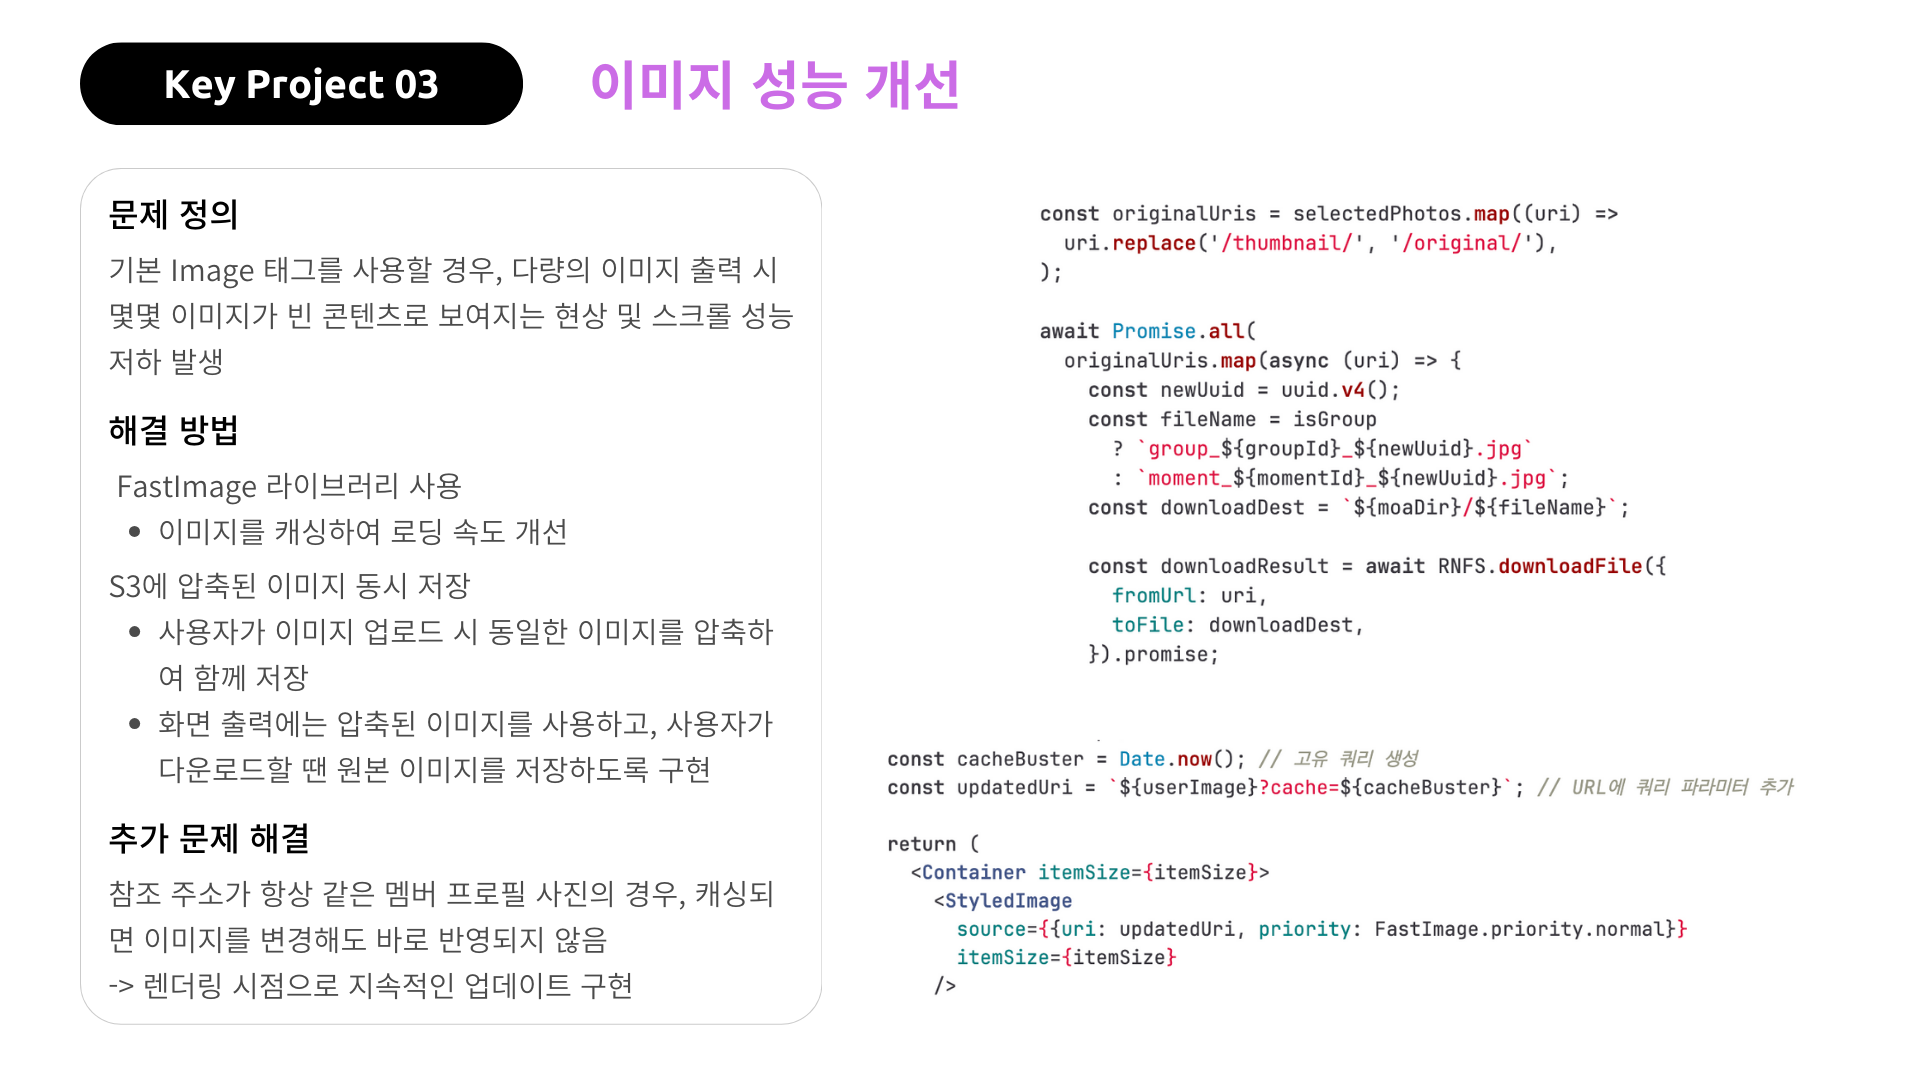 Key Project 03
이미지 성능 개선
문제 정의
기본 Image 태그를 사용할 경우, 다량의 이미지 출력 시
몇몇 이미지가 빈 콘텐츠로 보여지는 현상 및 스크롤 성능
저하 발생
해결 방법
FastImage 라이브러리 사용
• 이미지를 캐싱하여 로딩 속도 개선
S3에 압축된 이미지 동시 저장
• 사용자가 이미지 업로드 시 동일한 이미지를 압축하
여 함께 저장
• 화면 출력에는 압축된 이미지를 사용하고, 사용자가
다운로드할 땐 원본 이미지를 저장하도록 구현
추가 문제 해결
참조 주소가 항상 같은 멤버 프로필 사진의 경우, 캐싱되
면 이미지를 변경해도 바로 반영되지 않음
-> 렌더링 시점으로 지속적인 업데이트 구현
const originalUris = selectedPhotos.map((uri) =>
  uri.replace('/thumbnail/', '/original/'),
);
await Promise.all(
  originalUris.map(async (uri) => {
    const newUuid = uuid.v4();
    const fileName = isGroup
      ? `group_${groupId}_${newUuid}.jpg`
      : `moment_${momentId}_${newUuid}.jpg`;
    const downloadDest = `${moaDir}/${fileName}`;
    const downloadResult = await RNFS.downloadFile({
      fromUrl: uri,
      toFile: downloadDest,
    }).promise;
const cacheBuster = Date.now(); // 고유 쿼리 생성
const updatedUri = `${userImage}?cache=${cacheBuster}`; // URL에 쿼리 파라미터 추가
return (
  <Container itemSize={itemSize}>
    <StyledImage
      source={{uri: updatedUri, priority: FastImage.priority.normal}}
      itemSize={itemSize}
    />